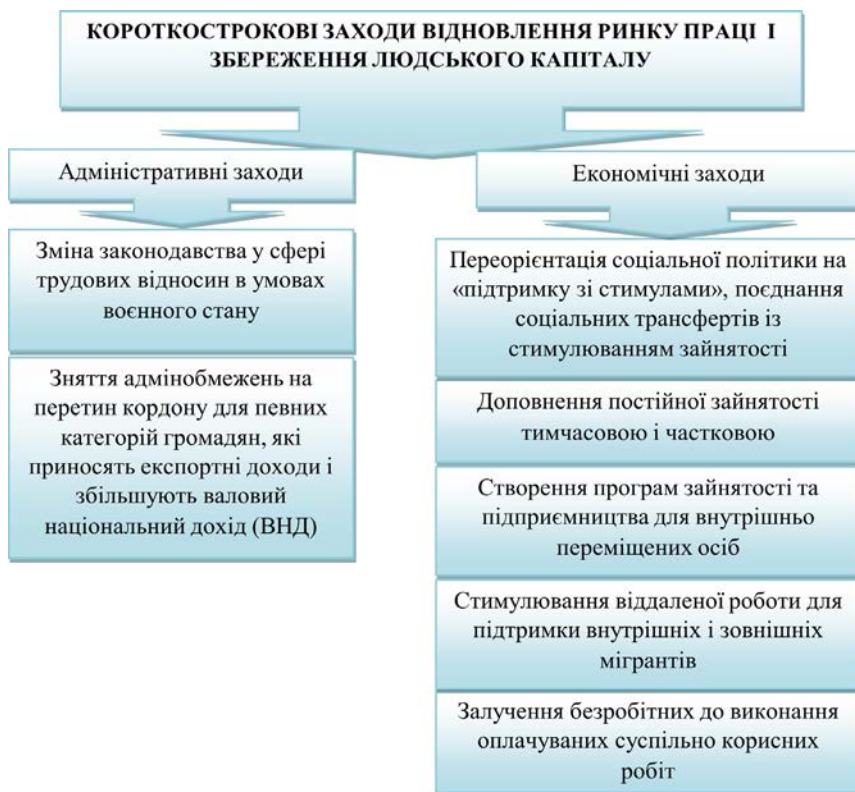 КОРОТКОСТРОКОВІ ЗАХОДИ ВІДНОВЛЕННЯ РИНКУ ПРАЦІ І
ЗБЕРЕЖЕННЯ ЛЮДСЬКОГО КАПІТАЛУ
Адміністративні заходи
Зміна законодавства у сфері
трудових відносин в умовах
воєнного стану
Зняття адмінобмежень на
перетин кордону для певних
категорій громадян, які
приносять експортні доходи і
збільшують валовий
національний дохід (ВНД)
Економічні заходи
Переорієнтація соціальної політики на
«підтримку зі стимулами», поєднання
соціальних трансфертів із
стимулюванням зайнятості
Доповнення постійної зайнятості
тимчасовою і частковою
Створення програм зайнятості та
підприємництва для внутрішньо
переміщених осіб
Стимулювання віддаленої роботи для
підтримки внутрішніх і зовнішніх
мігрантів
Залучення безробітних до виконання
оплачуваних суспільно корисних
робіт